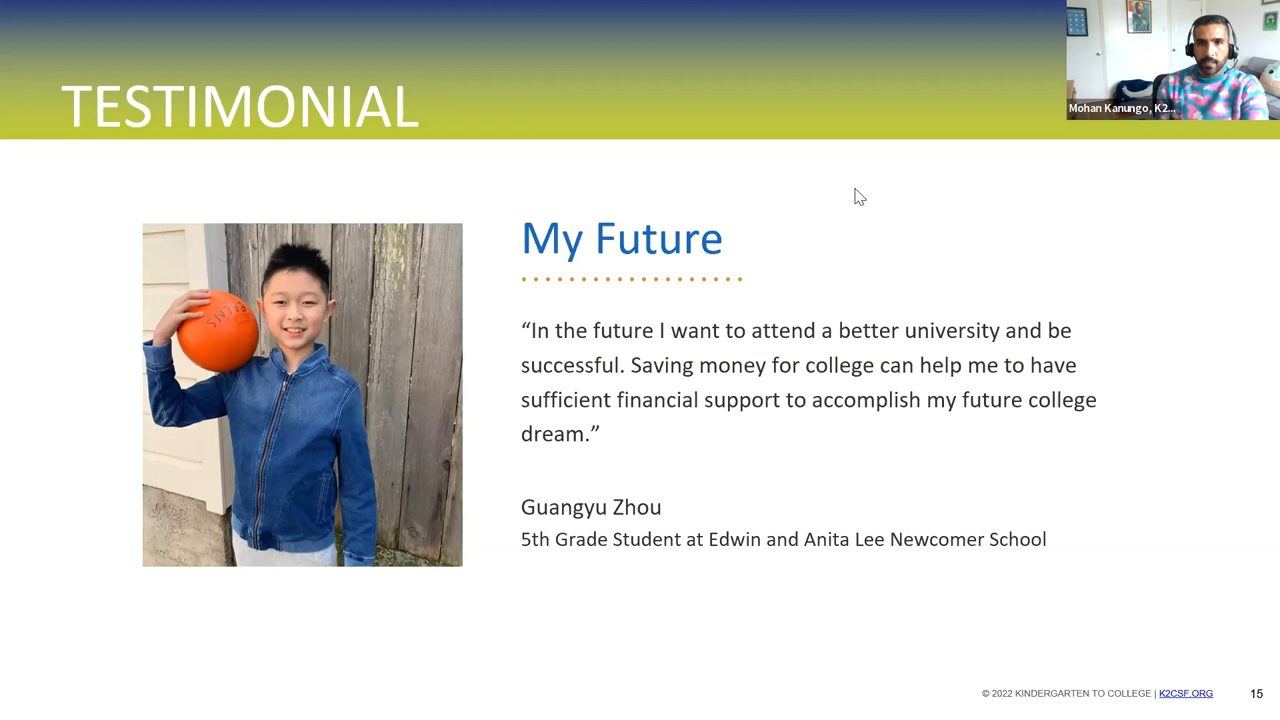 TESTIMONIAL
Mohan Kanungo, K2...
My Future
“In the future I want to attend a better university and be
successful. Saving money for college can help me to have
sufficient financial support to accomplish my future college
dream.”
Guangyu Zhou
5th Grade Student at Edwin and Anita Lee Newcomer School
© 2022 KINDERGARTEN TO COLLEGE | K2CSF.ORG 15